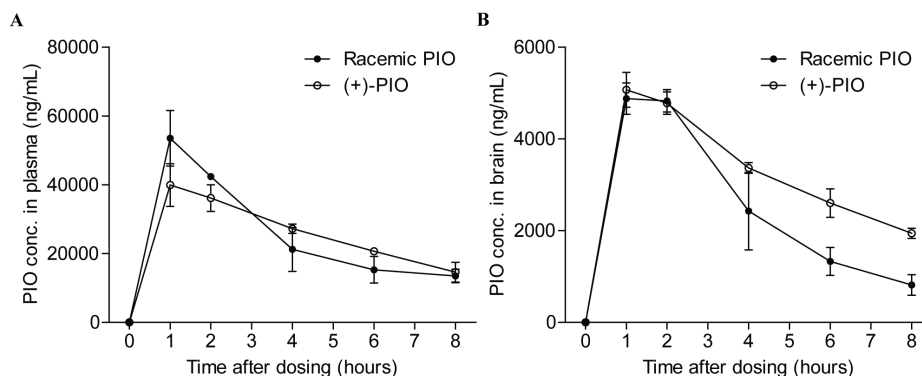 A
PIO conc. in plasma (ng/mL)
80000
60000
40000
20000
0
Racemic PIO
(+)-PIO
0 1 2 3 4 5 6 7 8
Time after dosing (hours)
B
PIO conc. in brain (ng/mL)
6000
4000
2000
0
Racemic PIO
(+)-PIO
0 1 2 3 4 5 6 7 8
Time after dosing (hours)